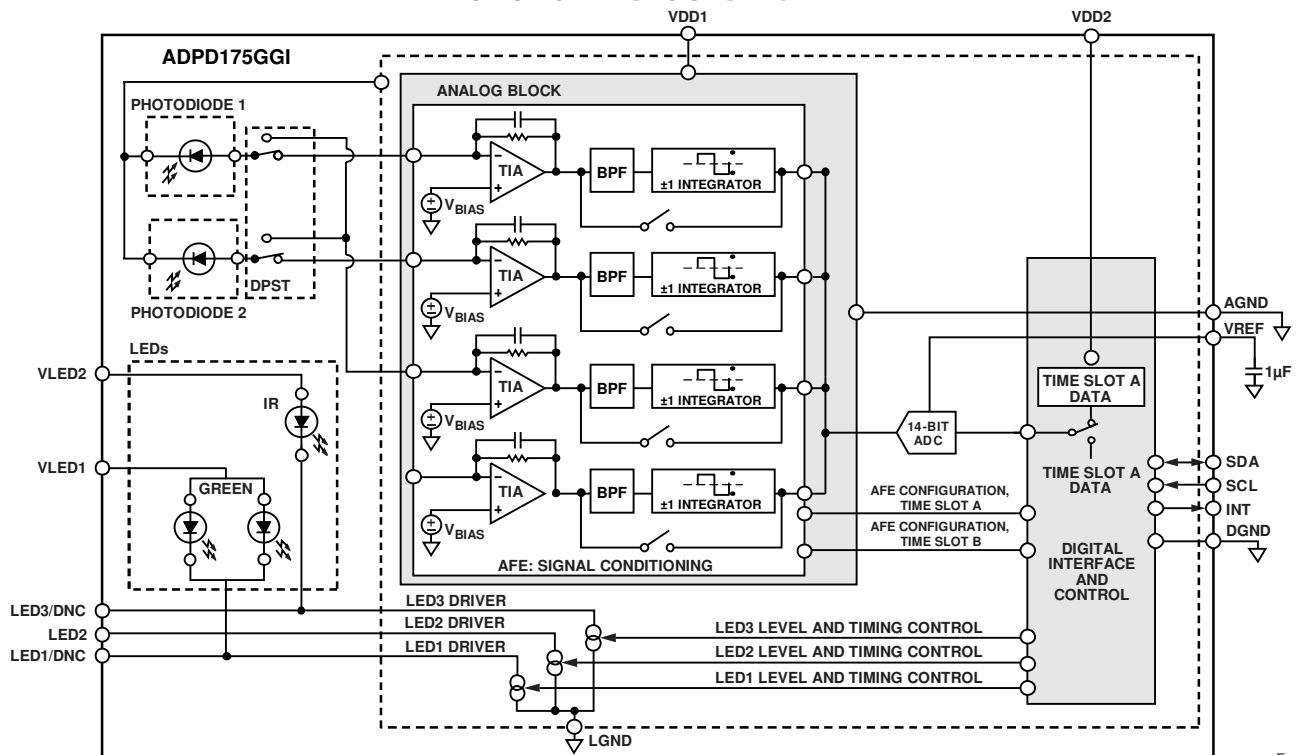 VDD1
VDD2
ADPD175GGI
ANALOG BLOCK
PHOTODIODE 1
TIA
BPF
±1 INTEGRATOR
VBIAS
TIA
BPF
±1 INTEGRATOR
VBIAS
DPST
PHOTODIODE 2
AGND
VREF
1µF
LEDs
VLED2
IR
TIA
BPF
±1 INTEGRATOR
VBIAS
14-BIT
ADC
TIME SLOT A
DATA
TIME SLOT A
DATA
VLED1
GREEN
TIA
BPF
±1 INTEGRATOR
VBIAS
AFE CONFIGURATION,
TIME SLOT A
AFE CONFIGURATION,
TIME SLOT B
SDA
SCL
INT
DGND
DIGITAL
INTERFACE
AND
CONTROL
AFE: SIGNAL CONDITIONING
LED3/DNC
LED3 DRIVER
LED3 LEVEL AND TIMING CONTROL
LED2
LED2 DRIVER
LED2 LEVEL AND TIMING CONTROL
LED1/DNC
LED1 DRIVER
LED1 LEVEL AND TIMING CONTROL
LGND